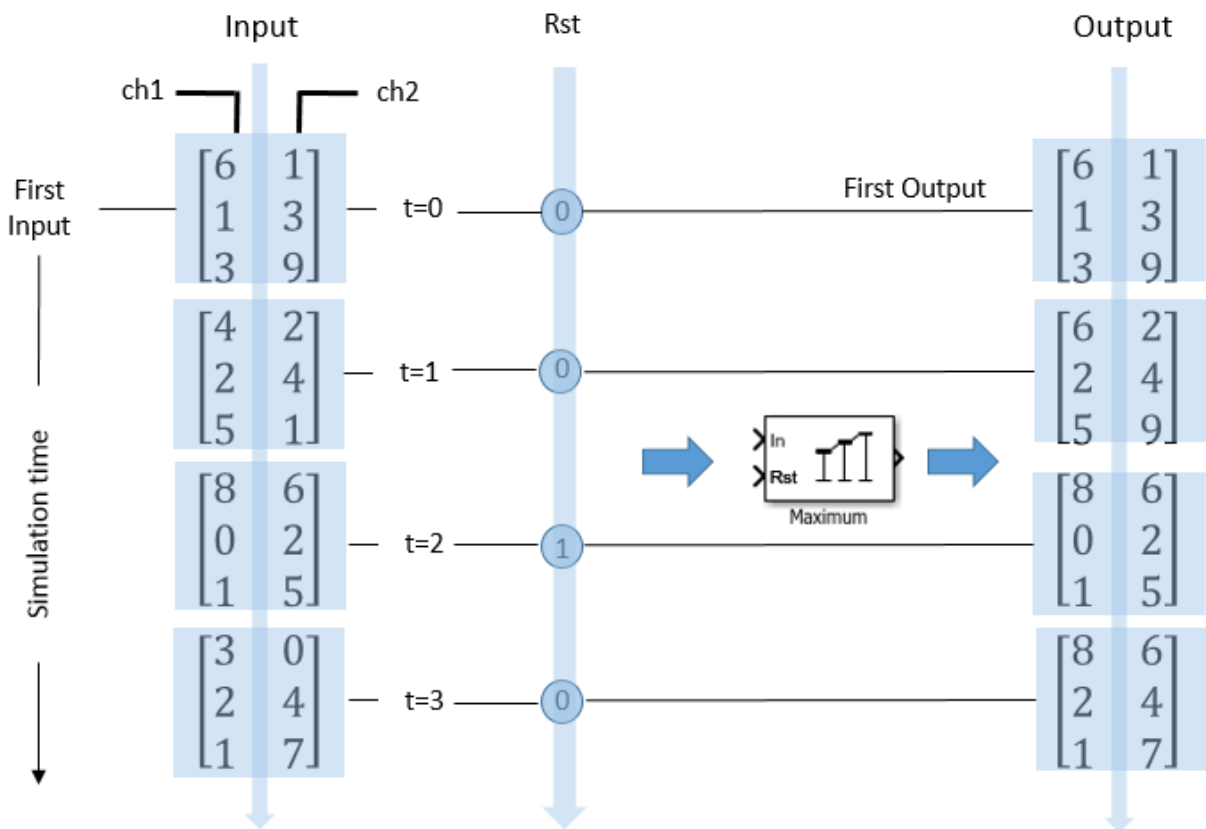 Input Rst Output
ch1 ch2
First Input
[6 1
1 3
3 9]
t=0
0
First Output
[6 1
1 3
3 9]
[4 2
2 4
5 1]
t=1
0
[6 2
2 4
5 9]
Simulation time
In
Rst
Maximum
[8 6
0 2
1 5]
t=2
1
[8 6
0 2
1 5]
[3 0
2 4
1 7]
t=3
0
[8 6
2 4
1 7]